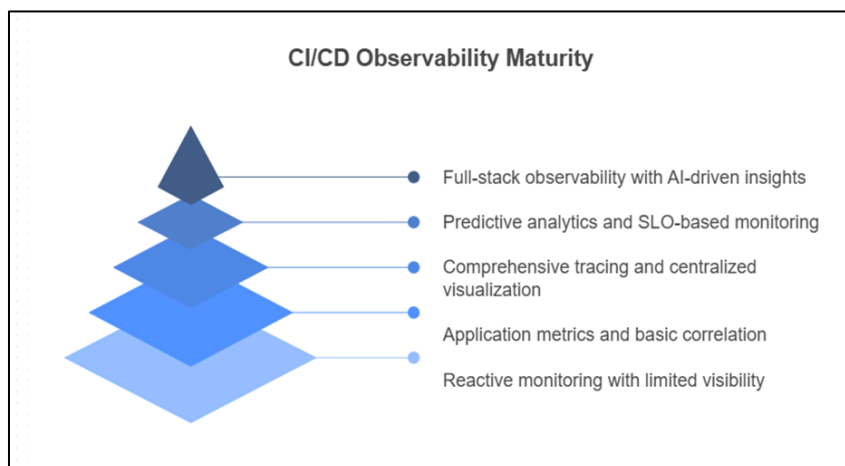 CI/CD Observability Maturity
Full-stack observability with AI-driven insights
Predictive analytics and SLO-based monitoring
Comprehensive tracing and centralized
visualization
Application metrics and basic correlation
Reactive monitoring with limited visibility